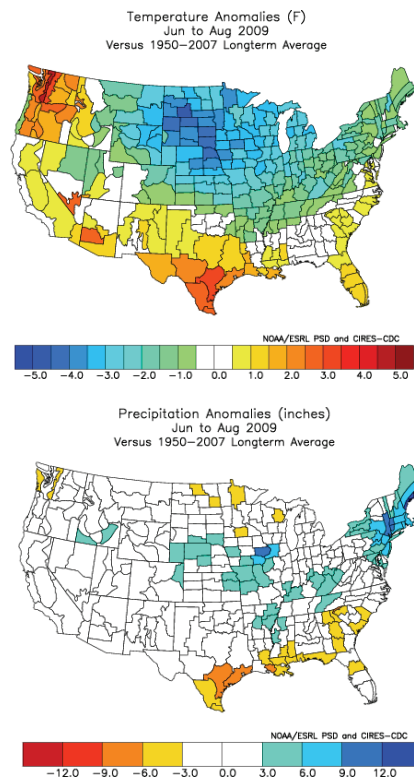 Temperature Anomalies (F)
Jun to Aug 2009
Versus 1950-2007 Longterm Average
NOAA/ESRL PSD and CIRES-CDC
-5.0 -4.0 -3.0 -2.0 -1.0 0.0 1.0 2.0 3.0 4.0 5.0
Precipitation Anomalies (inches)
Jun to Aug 2009
Versus 1950-2007 Longterm Average
NOAA/ESRL PSD and CIRES-CDC
-12.0 -9.0 -6.0 -3.0 0.0 3.0 6.0 9.0 12.0